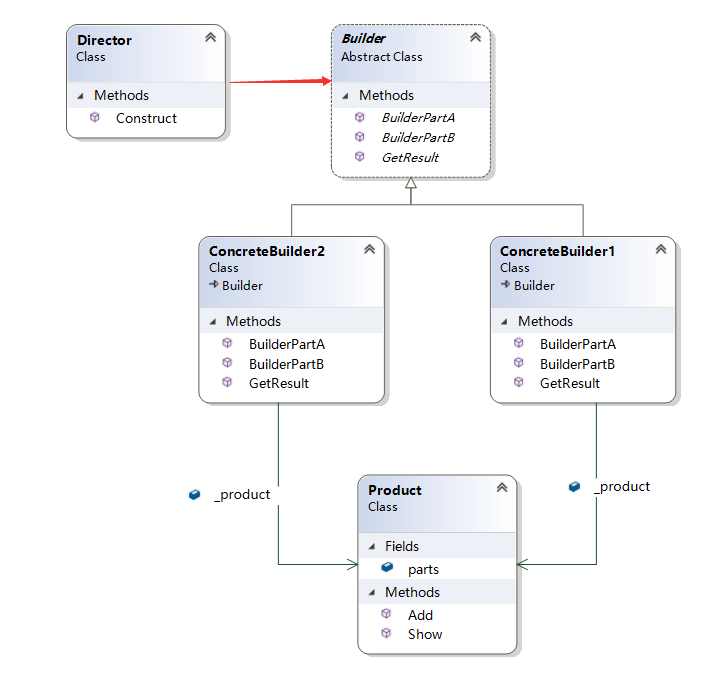 Director
Class
Methods
Construct
Builder
Abstract Class
Methods
BuilderPartA
BuilderPartB
GetResult
ConcreteBuilder2
Class
Builder
Methods
BuilderPartA
BuilderPartB
GetResult
ConcreteBuilder1
Class
Builder
Methods
BuilderPartA
BuilderPartB
GetResult
_product
_product
Product
Class
Fields
parts
Methods
Add
Show